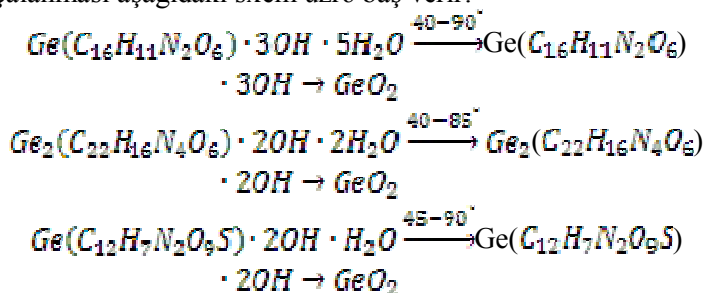 parçalanması aşağıdakı sxem üzrə baş verir:
Ge(C₁₆H₁₁N₂O₆) · 3OH · 5H₂O ⟶ 40−90° Ge(C₁₆H₁₁N₂O₆)
· 3OH → GeO₂
Ge₂(C₂₂H₁₆N₄O₆) · 2OH · 2H₂O ⟶ 40−85° Ge₂(C₂₂H₁₆N₄O₆)
· 2OH → GeO₂
Ge(C₁₂H₇N₂O₉S) · 2OH · H₂O ⟶ 45−90° Ge(C₁₂H₇N₂O₉S)
· 2OH → GeO₂